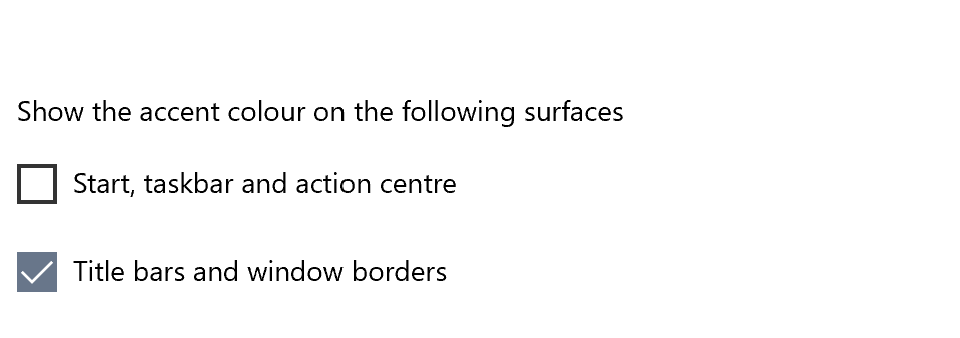 Show the accent colour on the following surfaces
Start, taskbar and action centre
Title bars and window borders